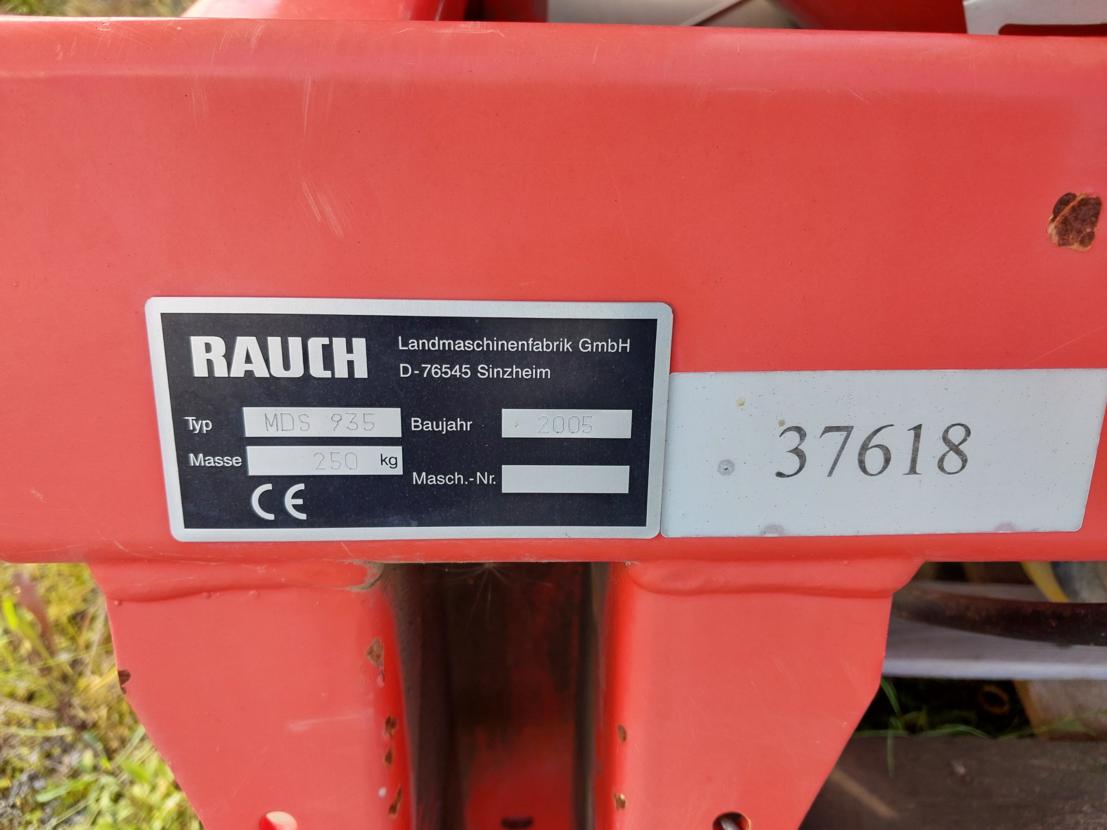 RAUCH
Landmaschinenfabrik GmbH
D-76545 Sinzheim
Typ MDS 935 Baujahr 2005
Masse 250 kg Masch.-Nr.
CE
37618